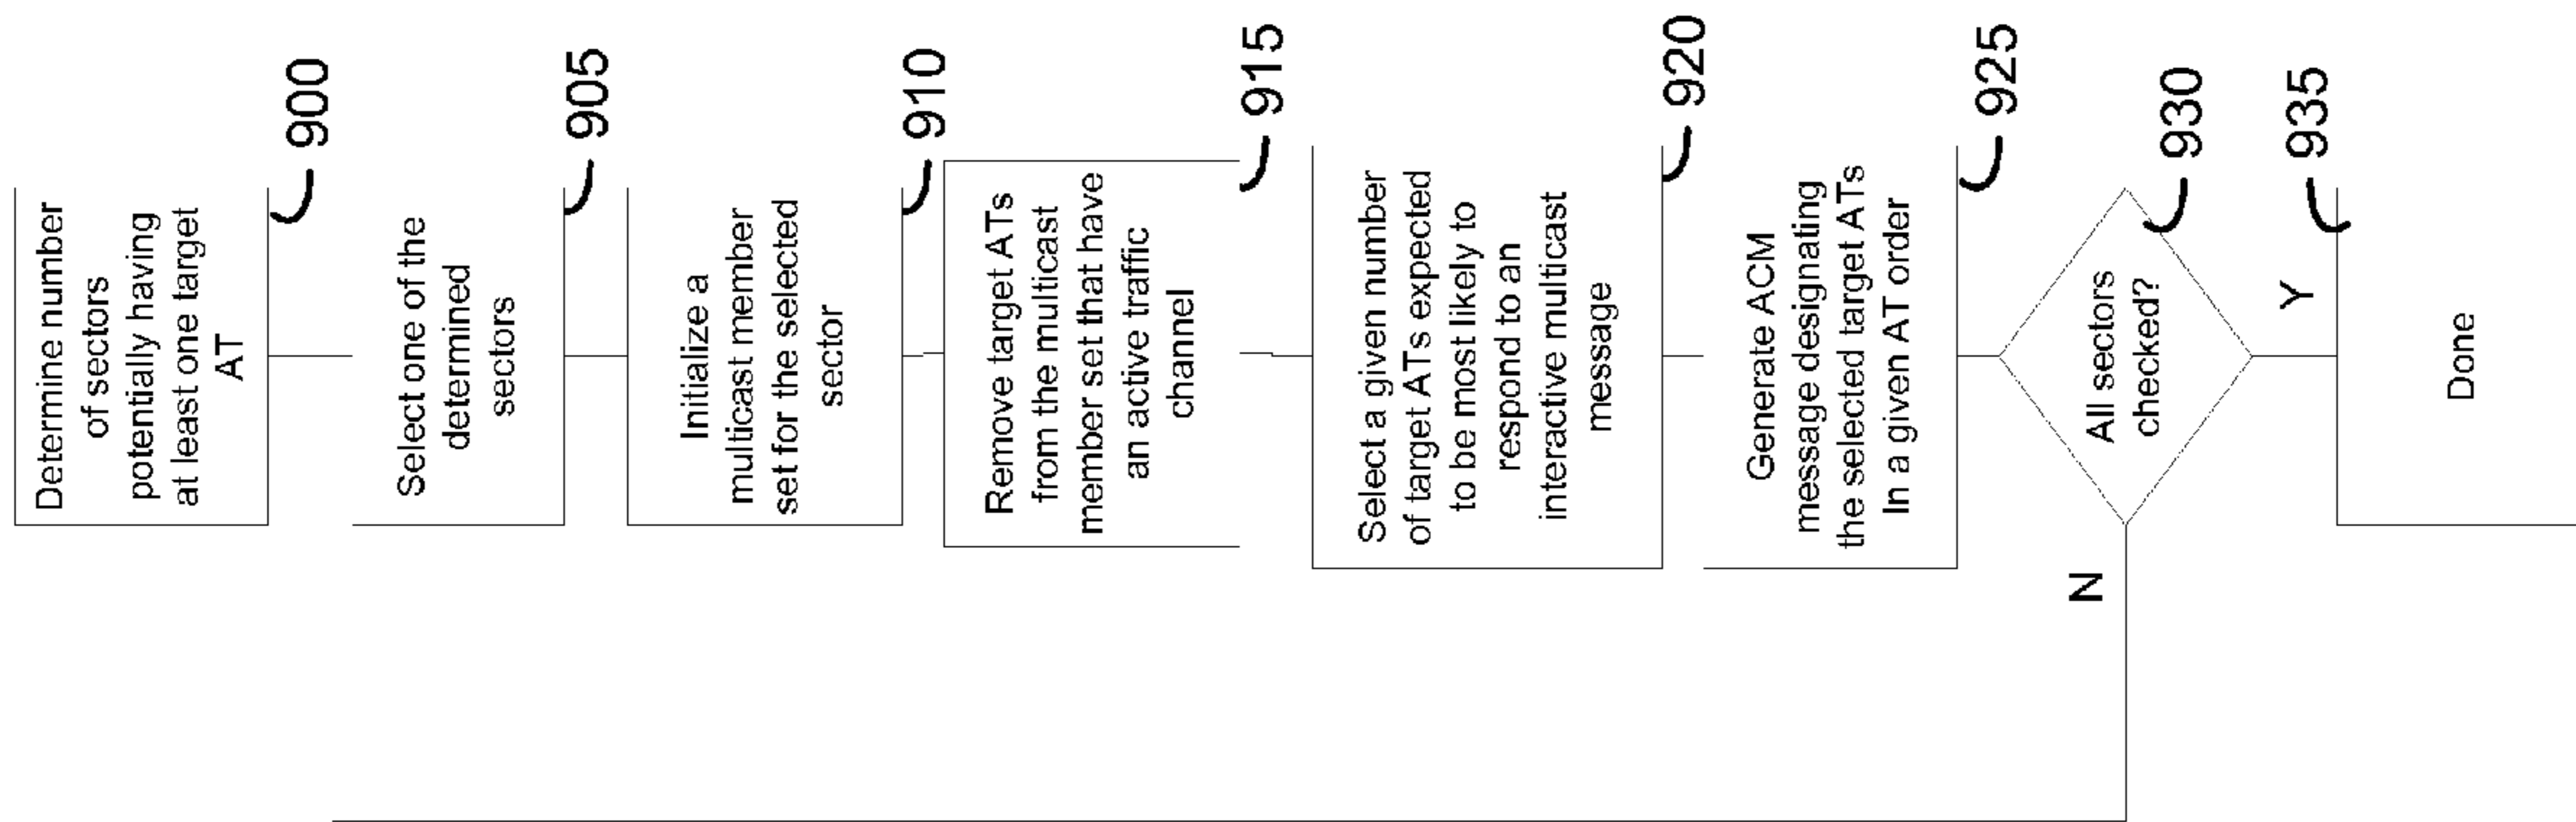 Determine number
of sectors
potentially having
at least one target
AT
900
Select one of the
determined
sectors
905
Initialize a
multicast member
set for the selected
sector
910
Remove target ATs
from the multicast
member set that have
an active traffic
channel
915
Select a given number
of target ATs expected
to be most likely to
respond to an
interactive multicast
message
920
Generate ACM
message designating
the selected target ATs
In a given AT order
925
All sectors
checked?
930
N
Y
935
Done